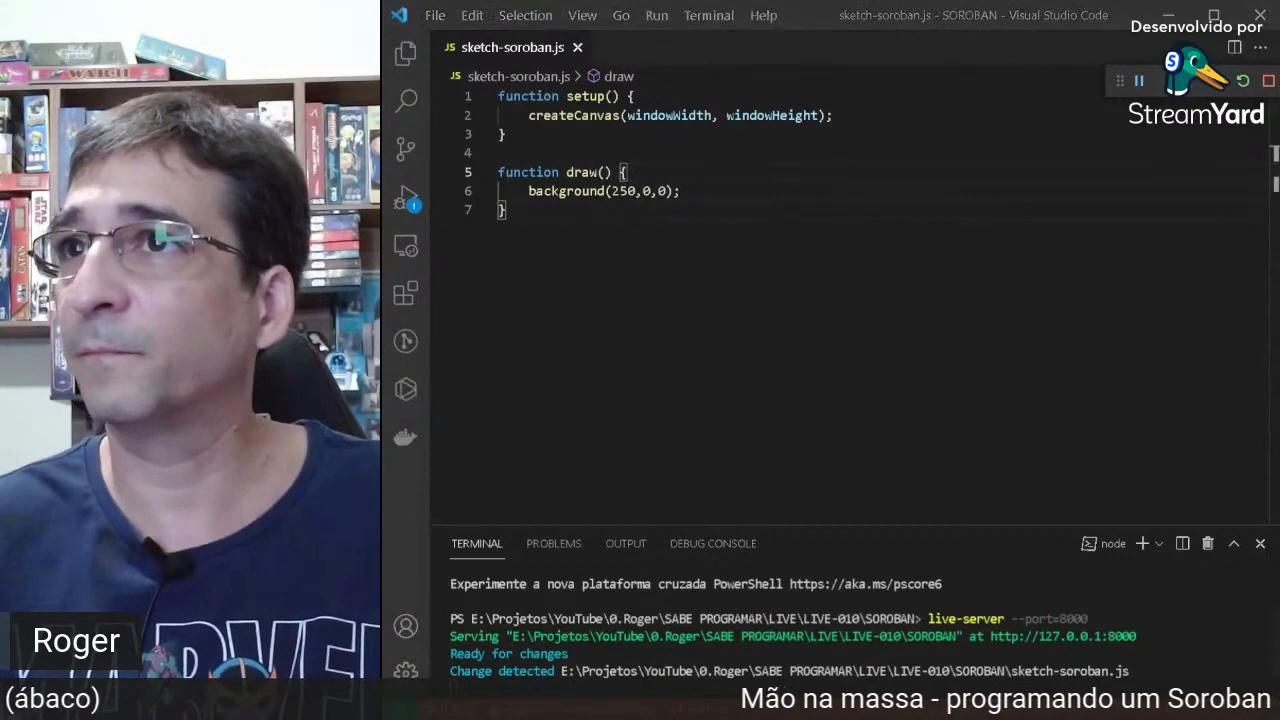 File Edit Selection View Go Run Terminal Help
sketch-soroban.js - SOROBAN - Visual Studio Code
Desenvolvido por
StreamYard
JS sketch-soroban.js
JS sketch-soroban.js > draw
1 function setup() {
2 createCanvas(windowWidth, windowHeight);
3 }
4
5 function draw() {
6 background(250,0,0);
7 }
TERMINAL PROBLEMS OUTPUT DEBUG CONSOLE
node
Experimente a nova plataforma cruzada PowerShell https://aka.ms/pscore6
PS E:\Projetos\YouTube\0.Roger\SABE PROGRAMAR\LIVE\LIVE-010\SOROBAN> live-server --port=8000
Serving "E:\Projetos\YouTube\0.Roger\SABE PROGRAMAR\LIVE\LIVE-010\SOROBAN" at http://127.0.0.1:8000
Ready for changes
Change detected E:\Projetos\YouTube\0.Roger\SABE PROGRAMAR\LIVE\LIVE-010\SOROBAN\sketch-soroban.js
CATAN
STAR WARS
Roger
(ábaco)
Mão na massa - programando um Soroban